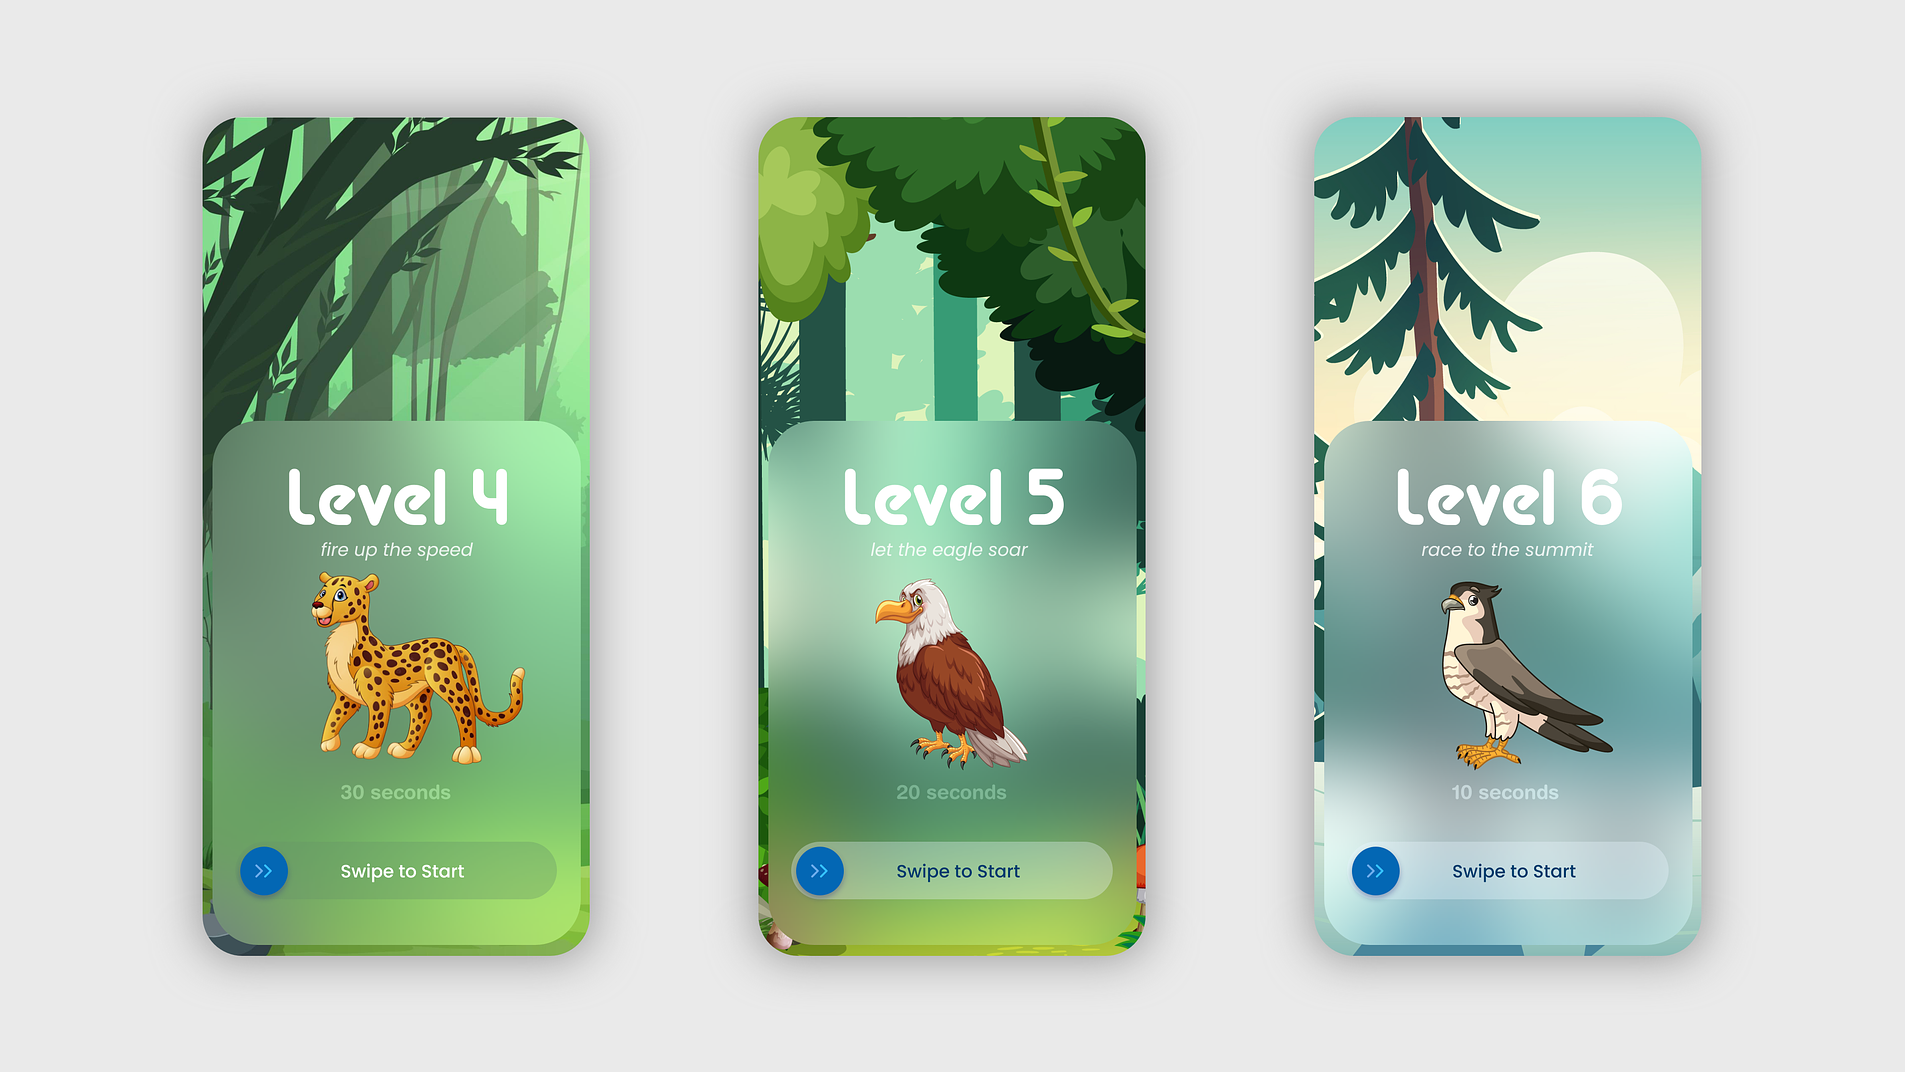 Level 4
fire up the speed
30 seconds
Swipe to Start
Level 5
let the eagle soar
20 seconds
Swipe to Start
Level 6
race to the summit
10 seconds
Swipe to Start